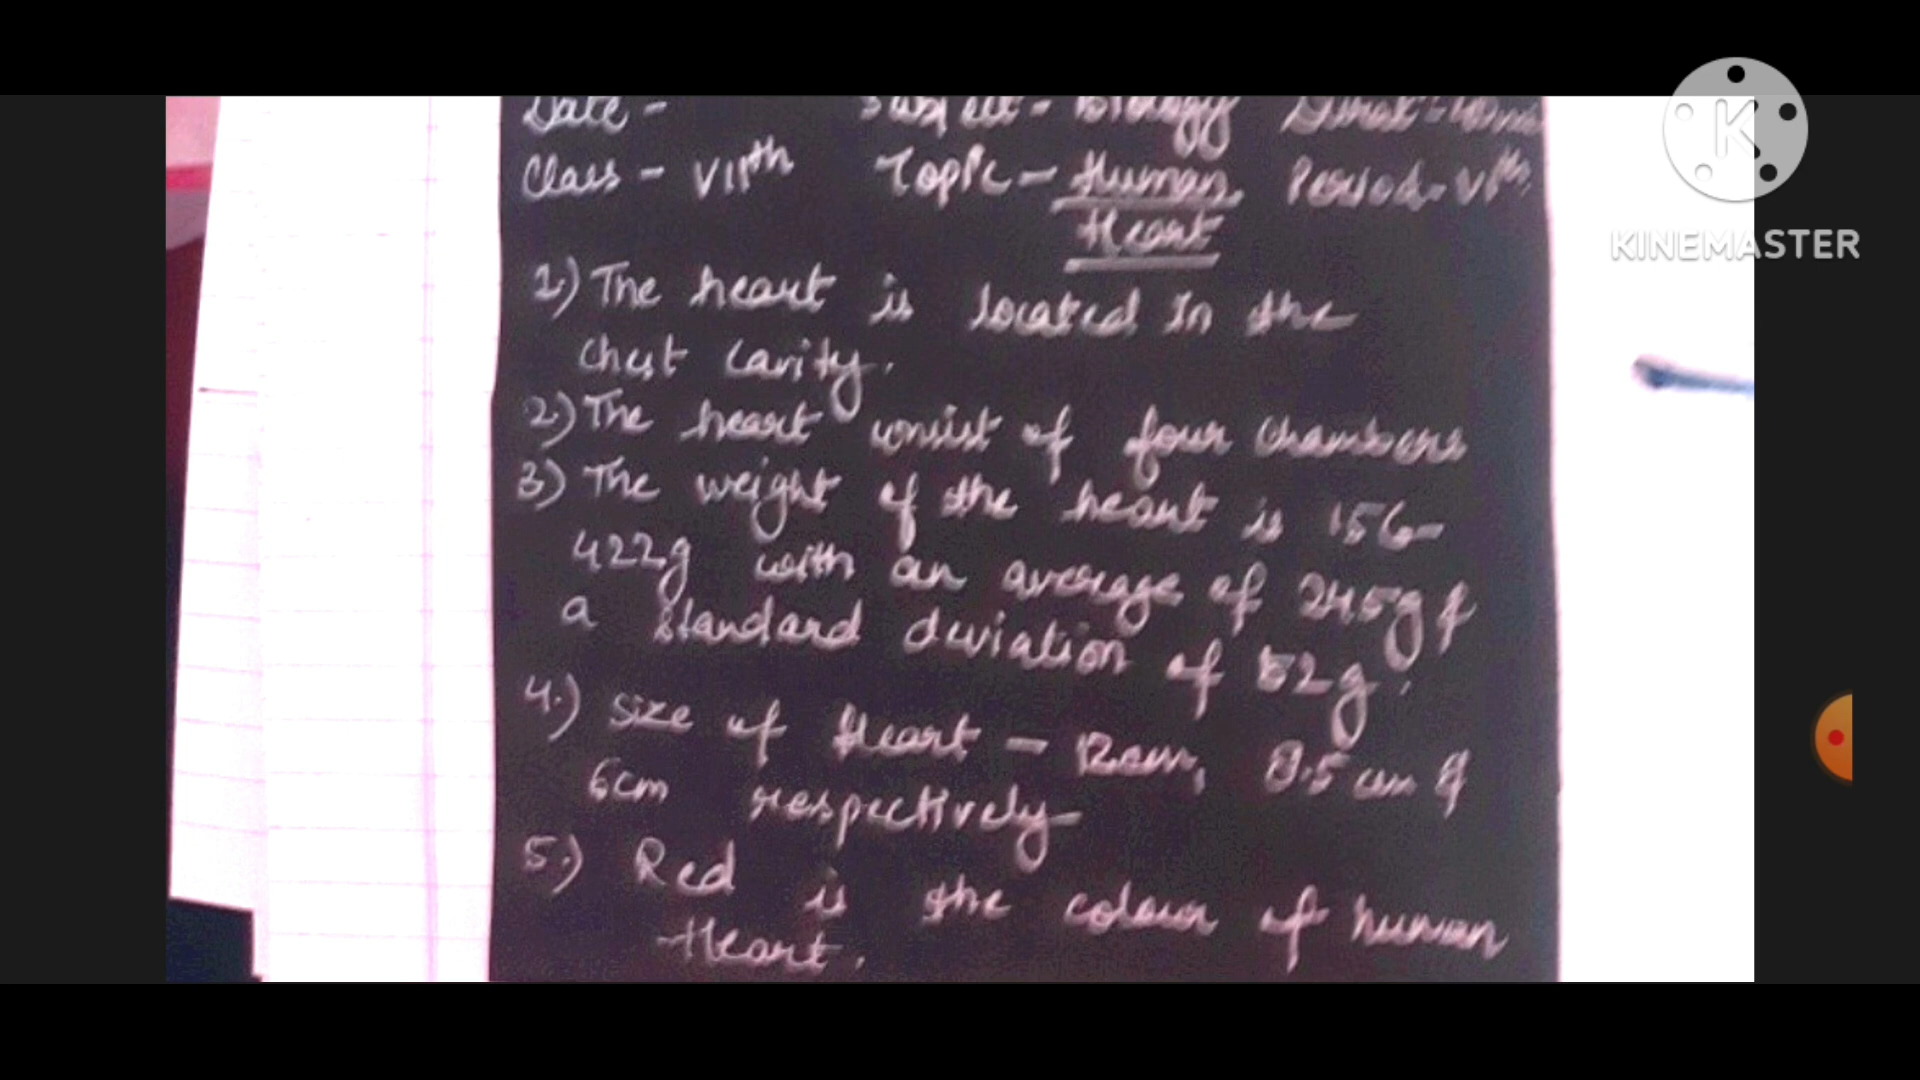 Date -    Subject - Biology
Class - VIIth    Topic - Human    Period - VIth
Heart
1) The heart is located In the
chest cavity.
2) The heart consist of four chambers
3) The weight of the heart is 156-
422g with an average of 245g &
a standard deviation of 52g.
4.) Size of Heart - 12cm, 8.5 cm &
6cm respectively
5.) Red is the colour of human
Heart.
KINEMASTER